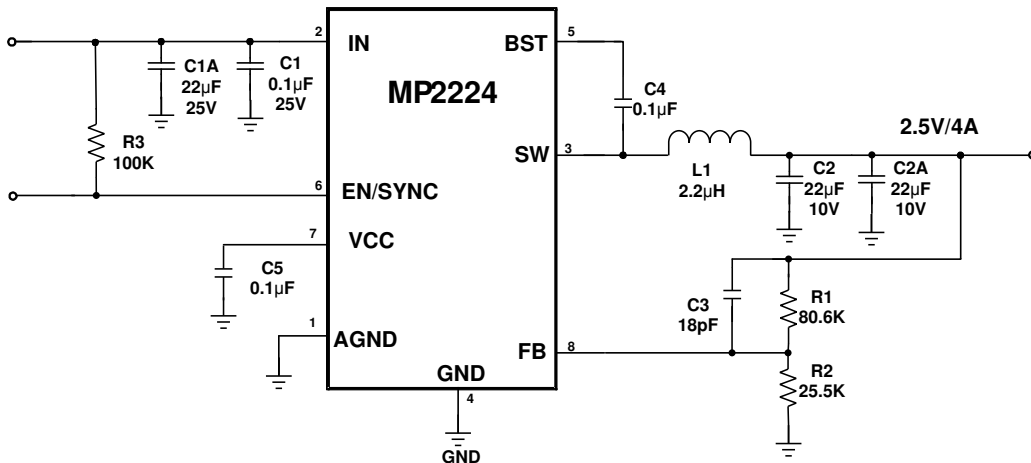 2
IN
C1A
22µF
25V
C1
0.1µF
25V
R3
100K
6
EN/SYNC
7
VCC
C5
0.1µF
1
AGND
MP2224
GND
4
GND
BST
5
C4
0.1µF
SW
3
L1
2.2µH
2.5V/4A
C2
22µF
10V
C2A
22µF
10V
C3
18pF
R1
80.6K
FB
8
R2
25.5K